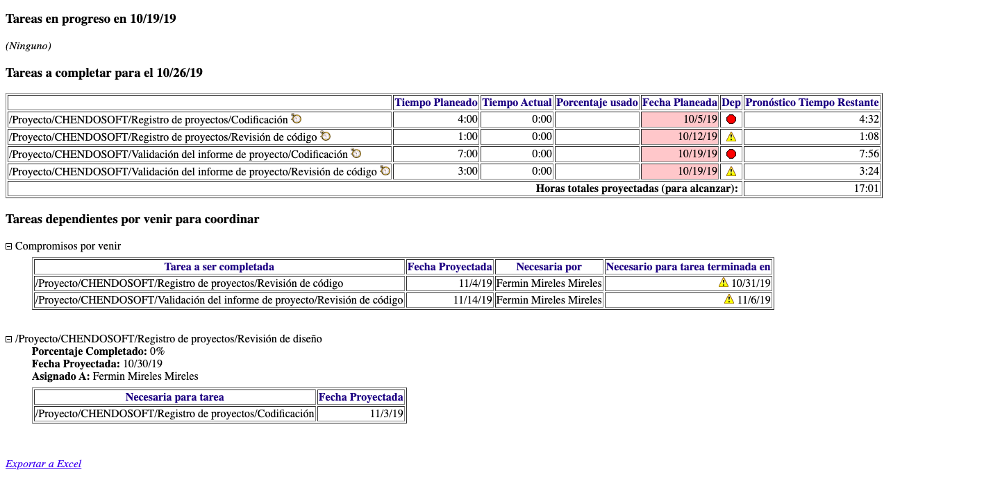 Tareas en progreso en 10/19/19
(Ninguno)
Tareas a completar para el 10/26/19
Tiempo Planeado Tiempo Actual Porcentaje usado Fecha Planeada Dep Pronóstico Tiempo Restante
/Proyecto/CHENDOSOFT/Registro de proyectos/Codificación 4:00 0:00 10/5/19 4:32
/Proyecto/CHENDOSOFT/Registro de proyectos/Revisión de código 1:00 0:00 10/12/19 1:08
/Proyecto/CHENDOSOFT/Validación del informe de proyecto/Codificación 7:00 0:00 10/19/19 7:56
/Proyecto/CHENDOSOFT/Validación del informe de proyecto/Revisión de código 3:00 0:00 10/19/19 3:24
Horas totales proyectadas (para alcanzar): 17:01
Tareas dependientes por venir para coordinar
Compromisos por venir
Tarea a ser completada Fecha Proyectada Necesaria por Necesario para tarea terminada en
/Proyecto/CHENDOSOFT/Registro de proyectos/Revisión de código 11/4/19 Fermin Mireles Mireles 10/31/19
/Proyecto/CHENDOSOFT/Validación del informe de proyecto/Revisión de código 11/14/19 Fermin Mireles Mireles 11/6/19
/Proyecto/CHENDOSOFT/Registro de proyectos/Revisión de diseño
Porcentaje Completado: 0%
Fecha Proyectada: 10/30/19
Asignado A: Fermin Mireles Mireles
Necesaria para tarea Fecha Proyectada
/Proyecto/CHENDOSOFT/Registro de proyectos/Codificación 11/3/19
Exportar a Excel